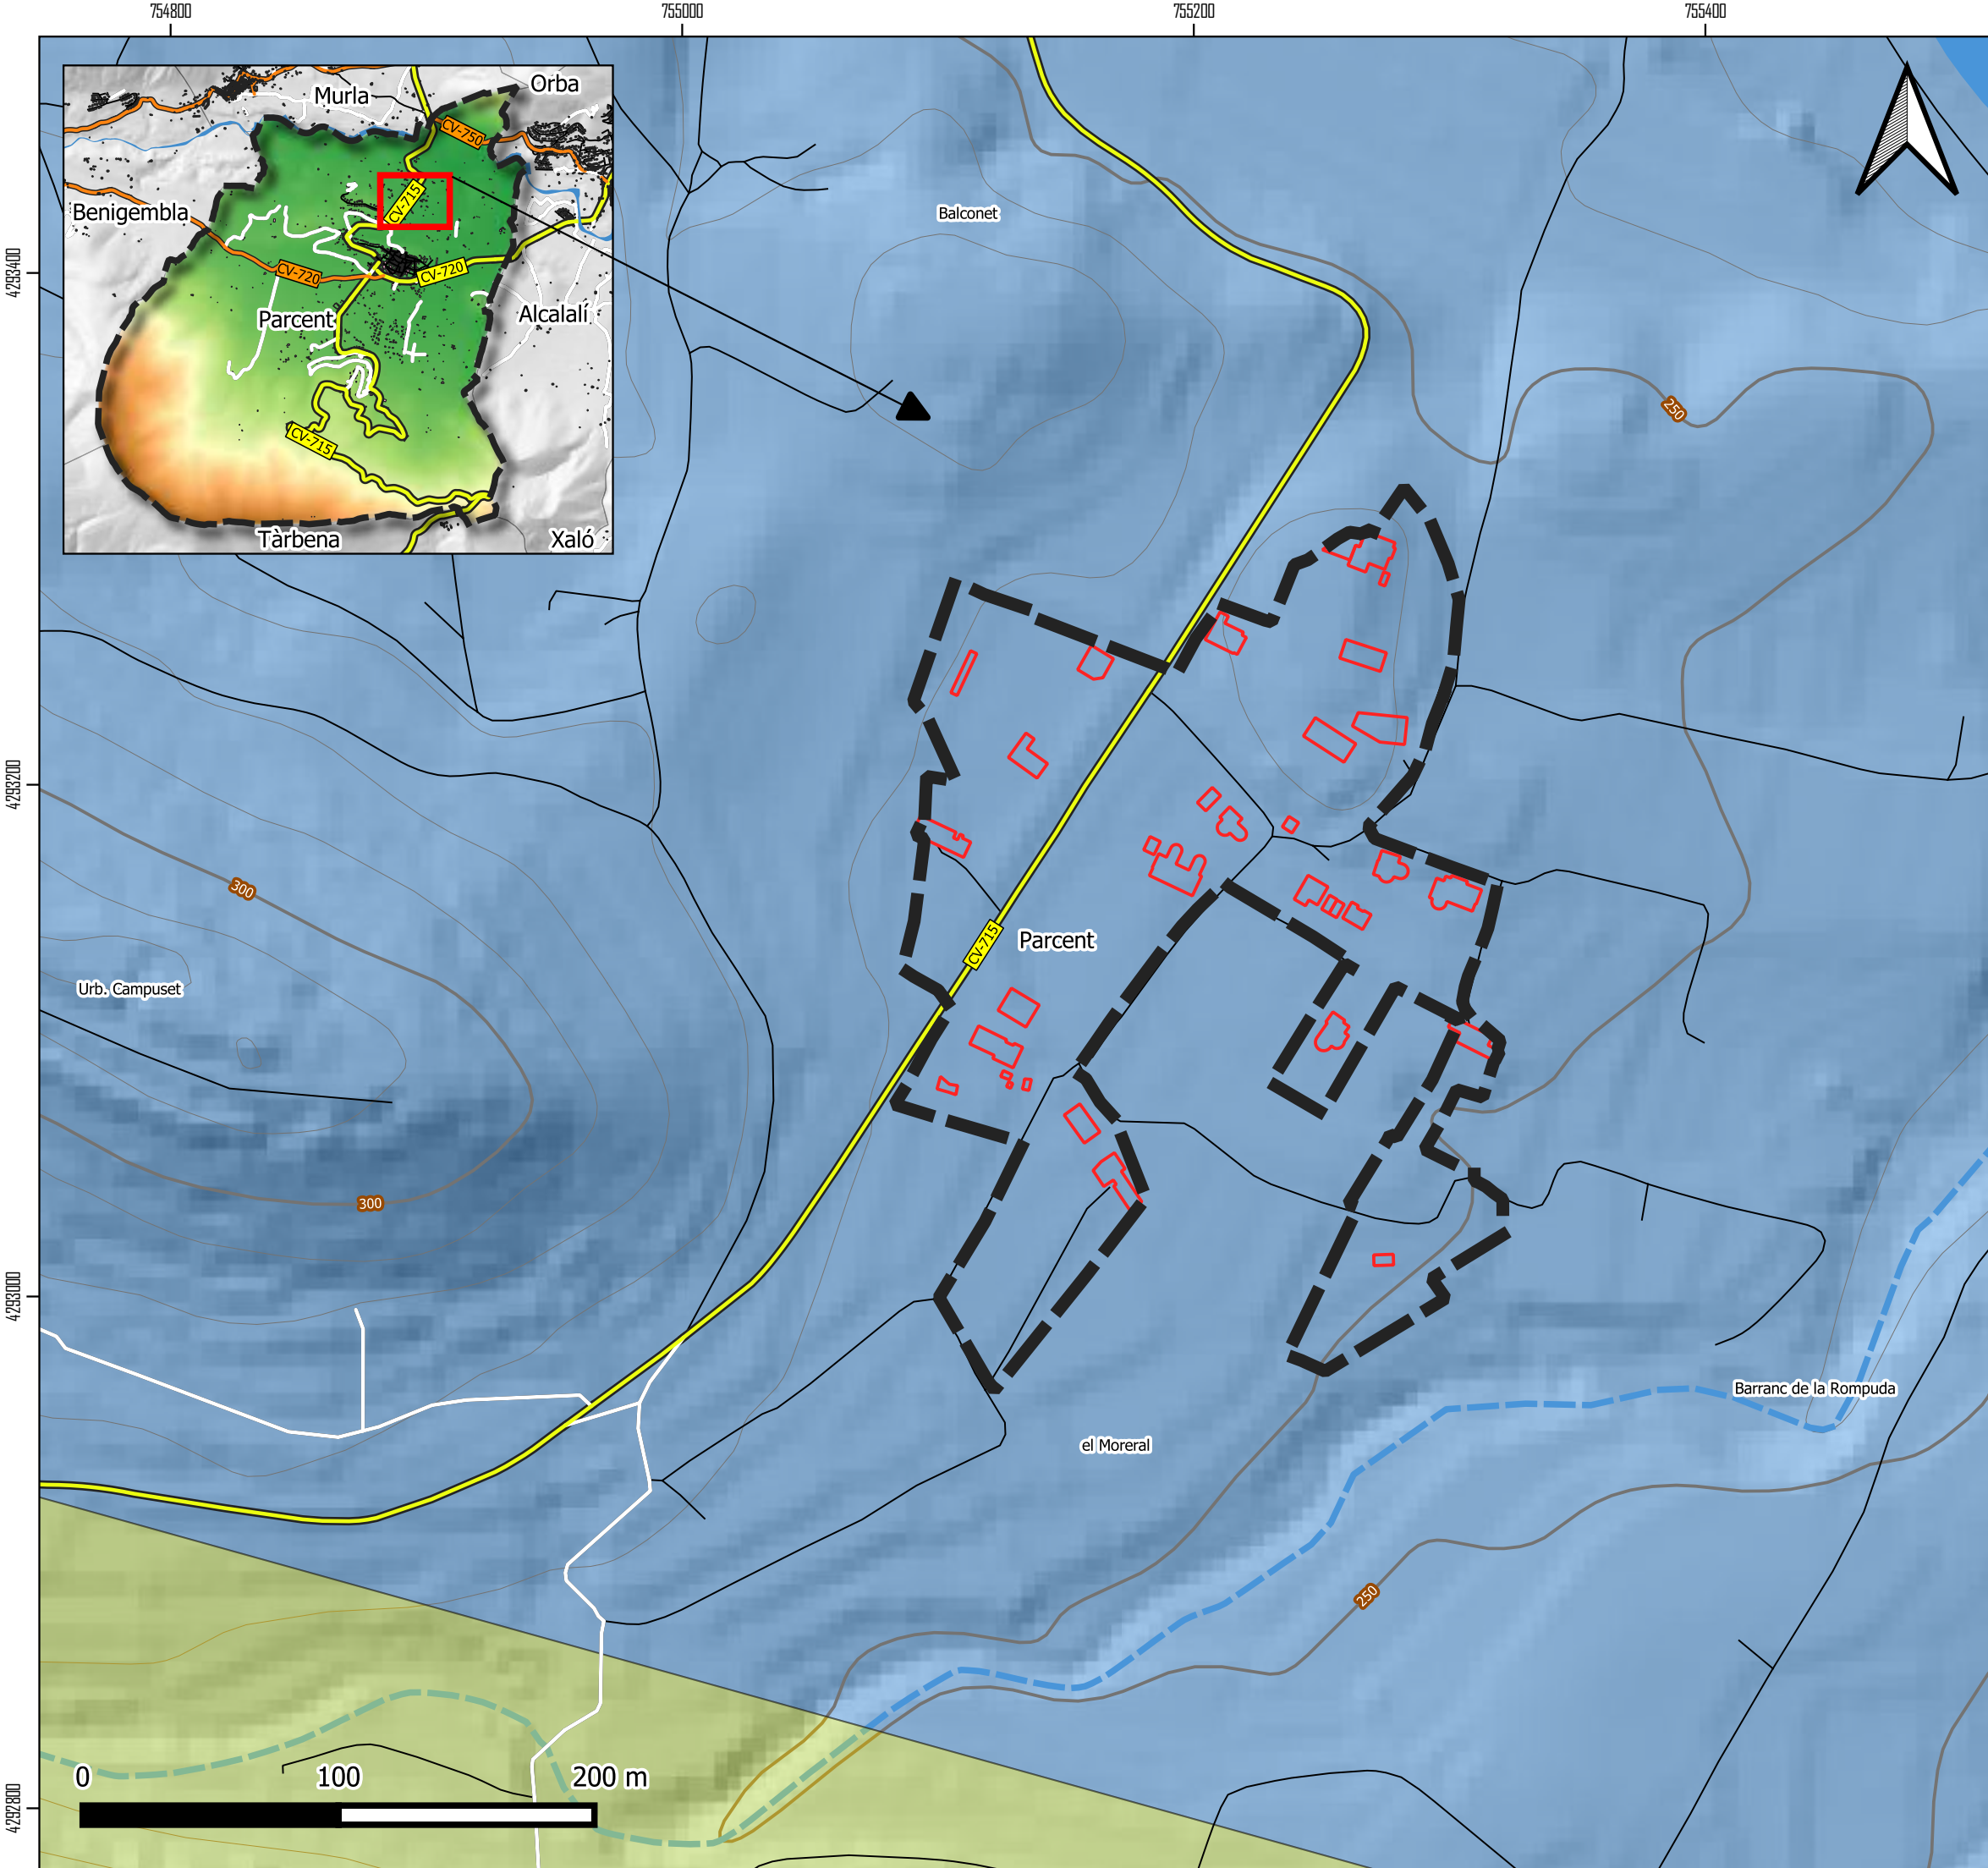 754800
755000
755200
755400
4293400
4293200
4293000
4292800
Orba
Murla
CV-750
Benigembla
CV-715
CV-720
CV-720
Parcent
Alcalalí
CV-715
Tàrbena
Xaló
Balconet
250
300
CV-715
Parcent
Urb. Campuset
300
Barranc de la Rompuda
el Moreral
250
0 100 200 m